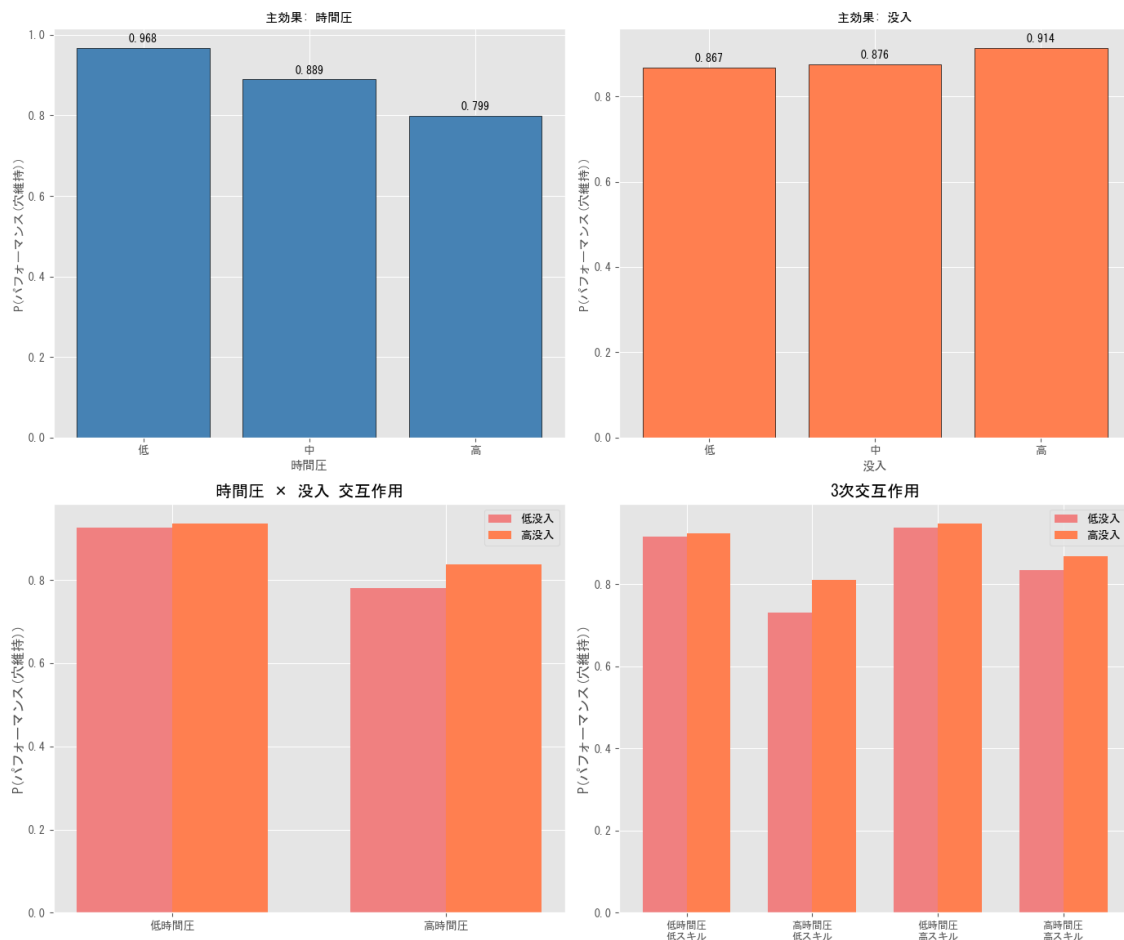 主効果: 時間圧
P(パフォーマンス(穴維持))
1.0
0.8
0.6
0.4
0.2
0.0
0.968
0.889
0.799
低
中
高
時間圧
主効果: 没入
P(パフォーマンス(穴維持))
0.8
0.6
0.4
0.2
0.0
0.867
0.876
0.914
低
中
高
没入
時間圧 × 没入 交互作用
P(パフォーマンス(穴維持))
0.8
0.6
0.4
0.2
0.0
低没入
高没入
低時間圧
高時間圧
3次交互作用
P(パフォーマンス(穴維持))
0.8
0.6
0.4
0.2
0.0
低没入
高没入
低時間圧
低スキル
高時間圧
低スキル
低時間圧
高スキル
高時間圧
高スキル